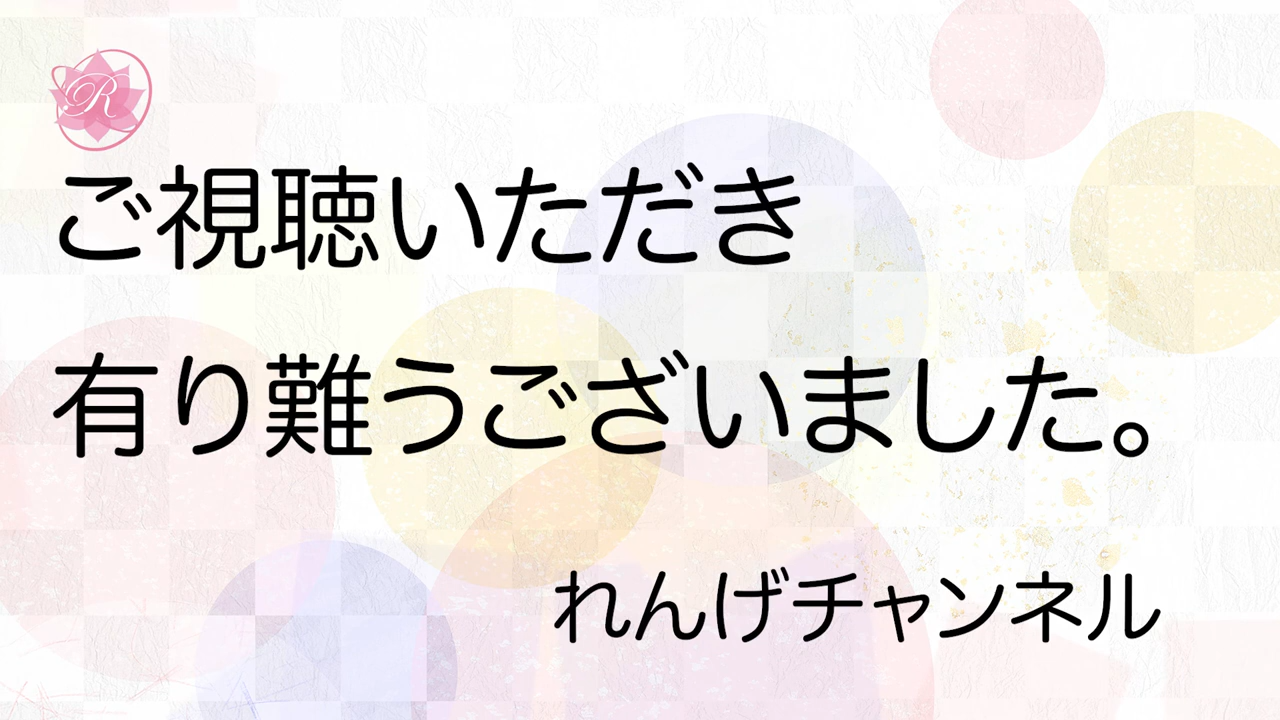 R
ご視聴いただき
有り難うございました。
れんげチャンネル